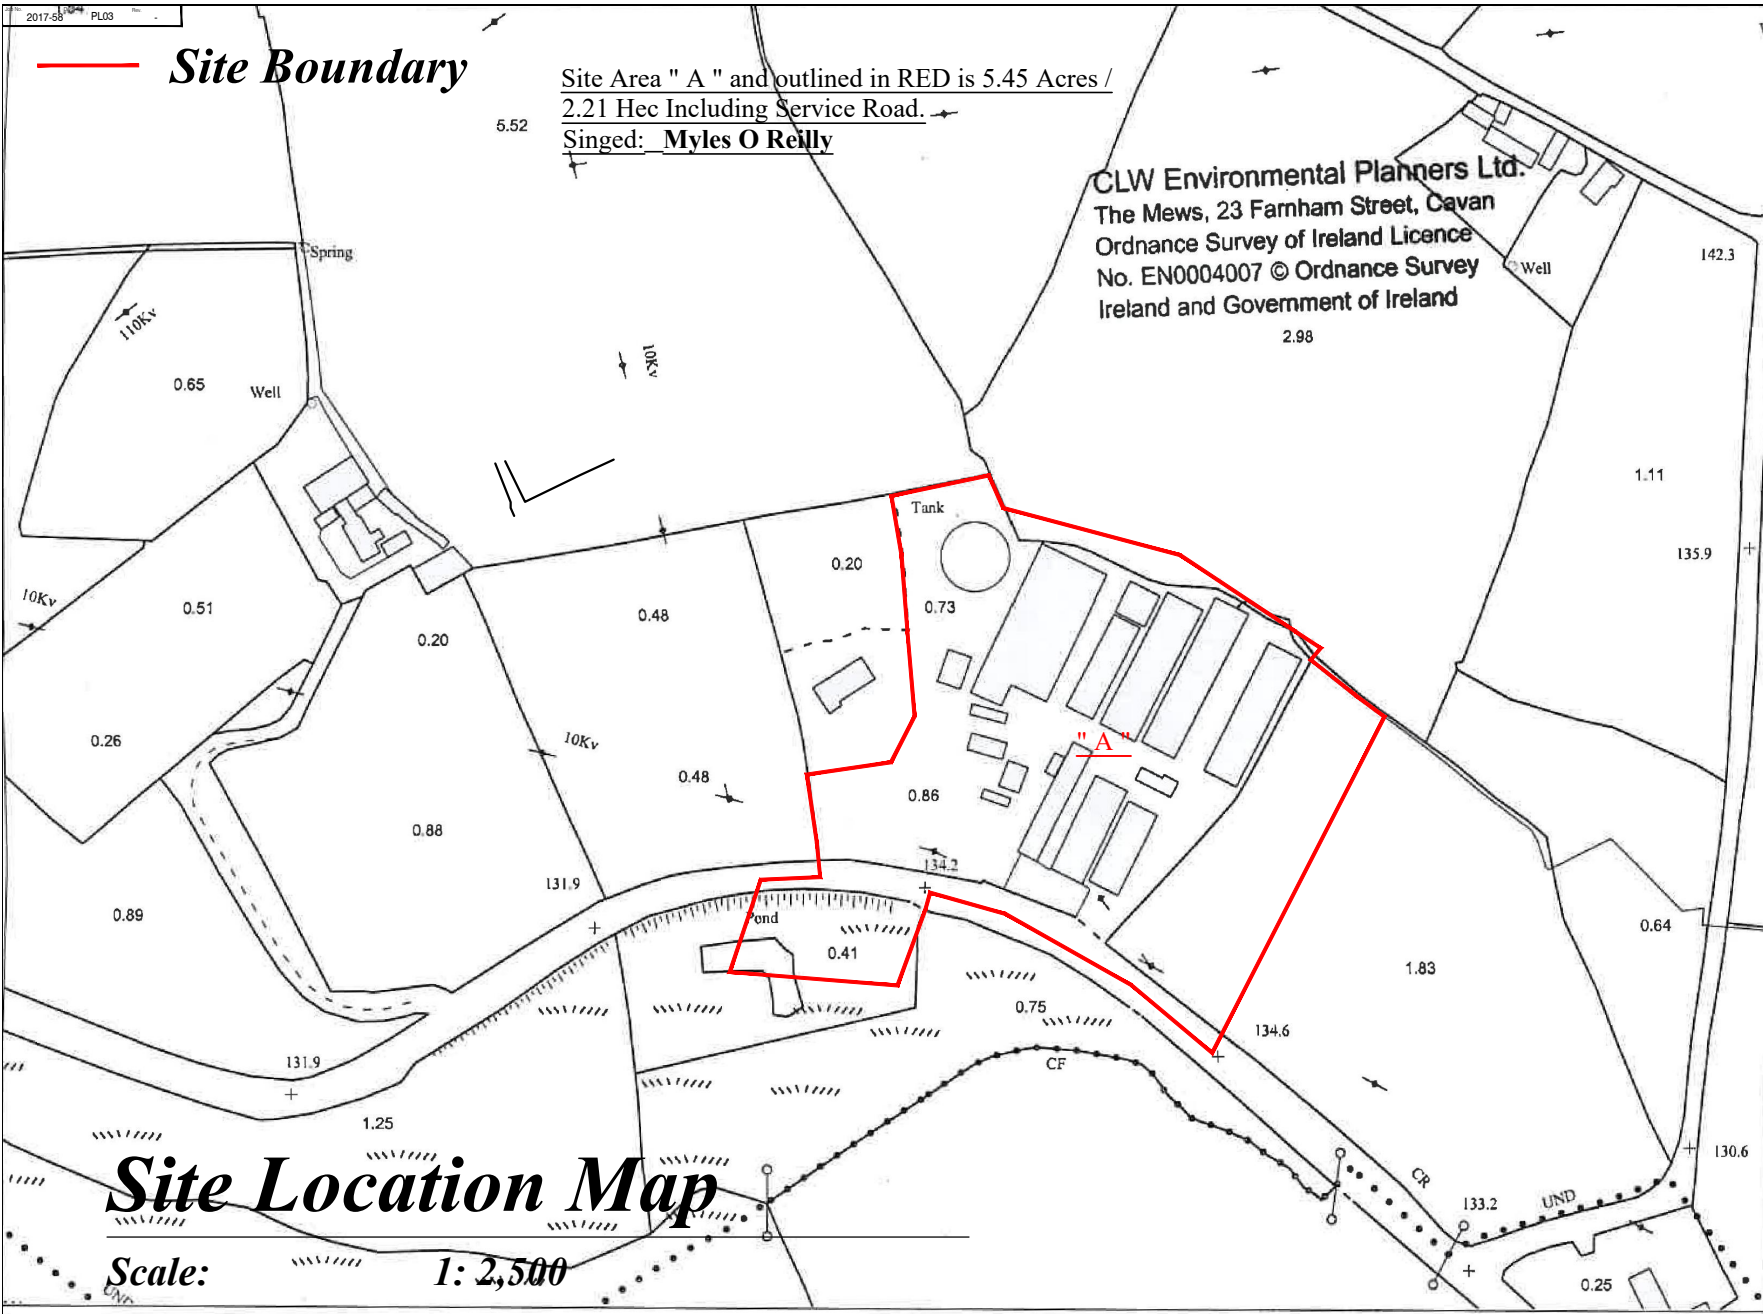 2017-58 PL03 -
Site Boundary
Site Area " A " and outlined in RED is 5.45 Acres /
2.21 Hec Including Service Road.
Singed: Myles O Reilly
5.52
CLW Environmental Planners Ltd.
The Mews, 23 Farnham Street, Cavan
Ordnance Survey of Ireland Licence
No. EN0004007 © Ordnance Survey
Ireland and Government of Ireland
2.98
Spring
Well
142.3
110Kv
10Kv
0.65
Well
1.11
Tank
135.9
0.20
10Kv
0.51
0.73
0.48
0.20
0.26
10Kv
" A "
0.48
0.86
0.88
134.2
131.9
0.89
Pond
0.64
0.41
1.83
0.75
134.6
131.9
CF
1.25
130.6
Site Location Map
CR
133.2
UND
Scale: 1: 2,500
UND
0.25